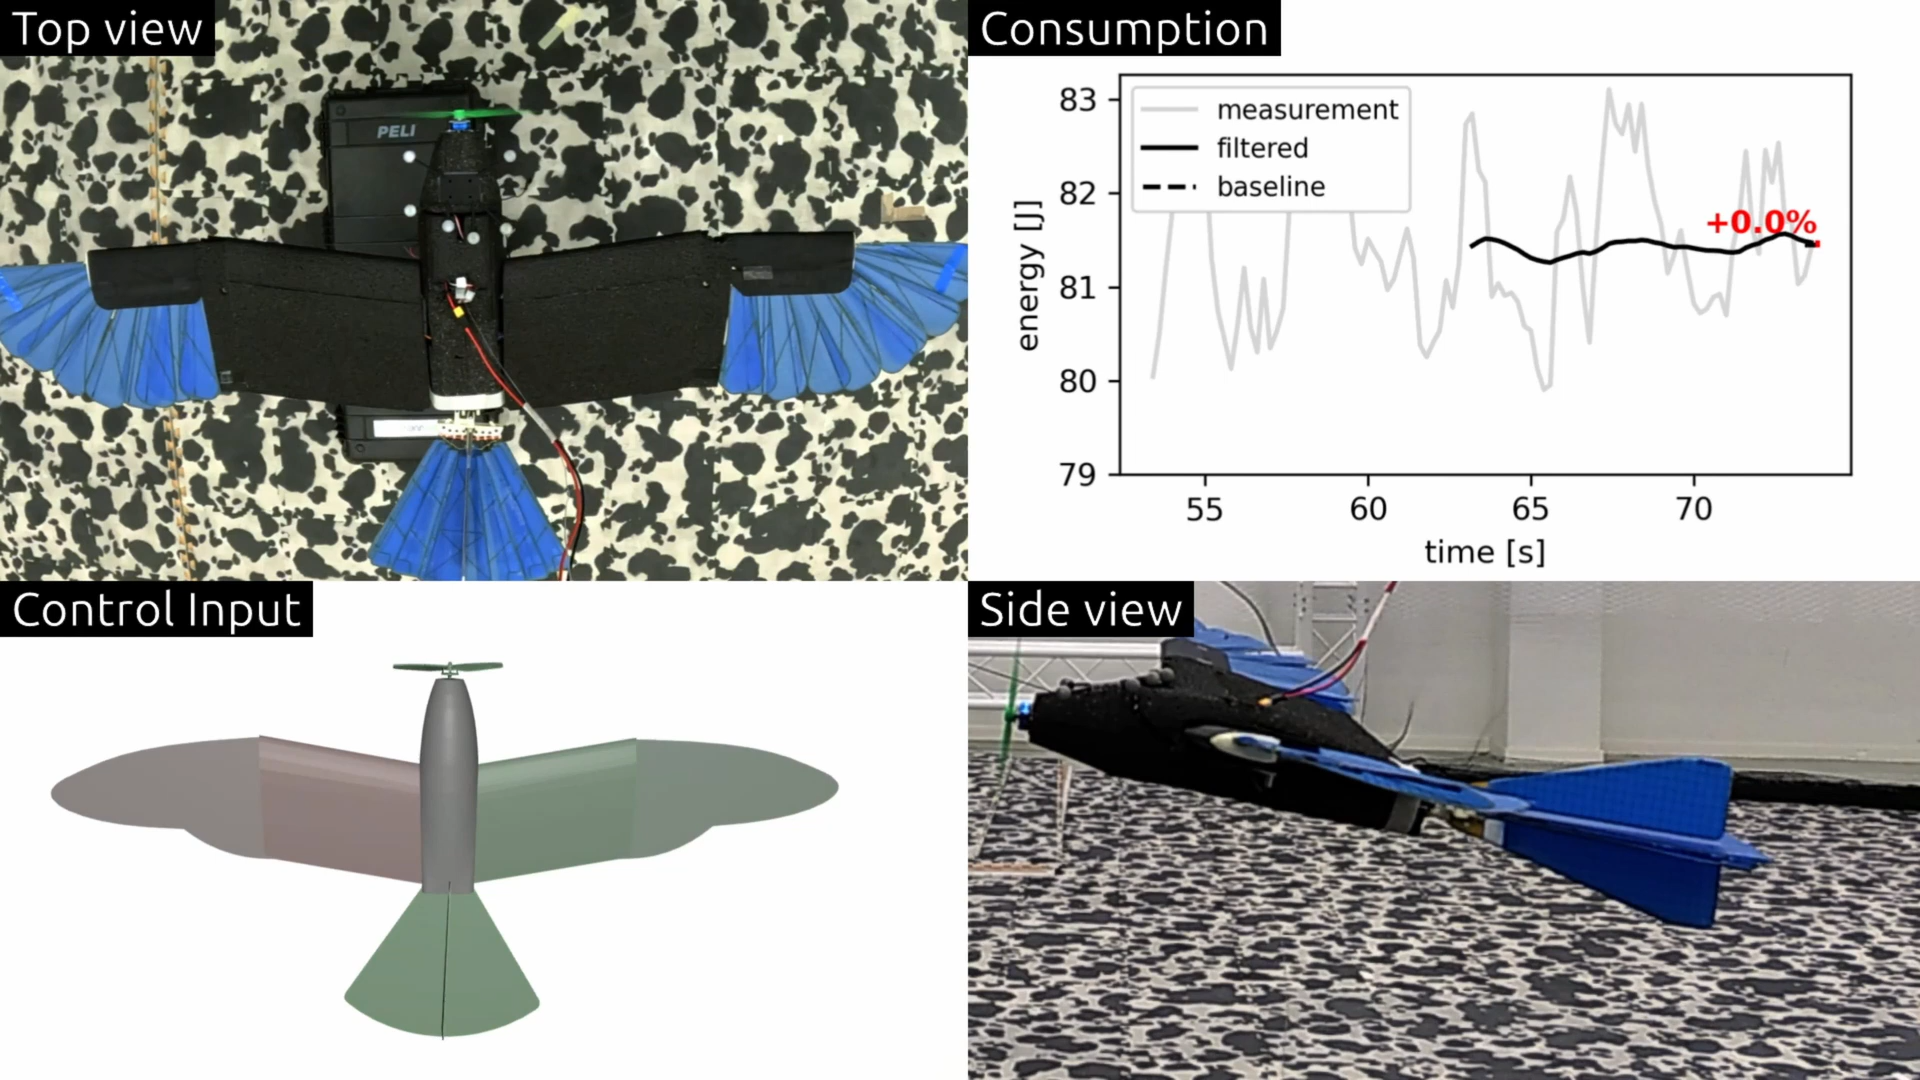 Top view
PELI
Consumption
83
82
81
80
79
energy [J]
measurement
filtered
baseline
+0.0%
55
60
65
70
time [s]
Control Input
Side view